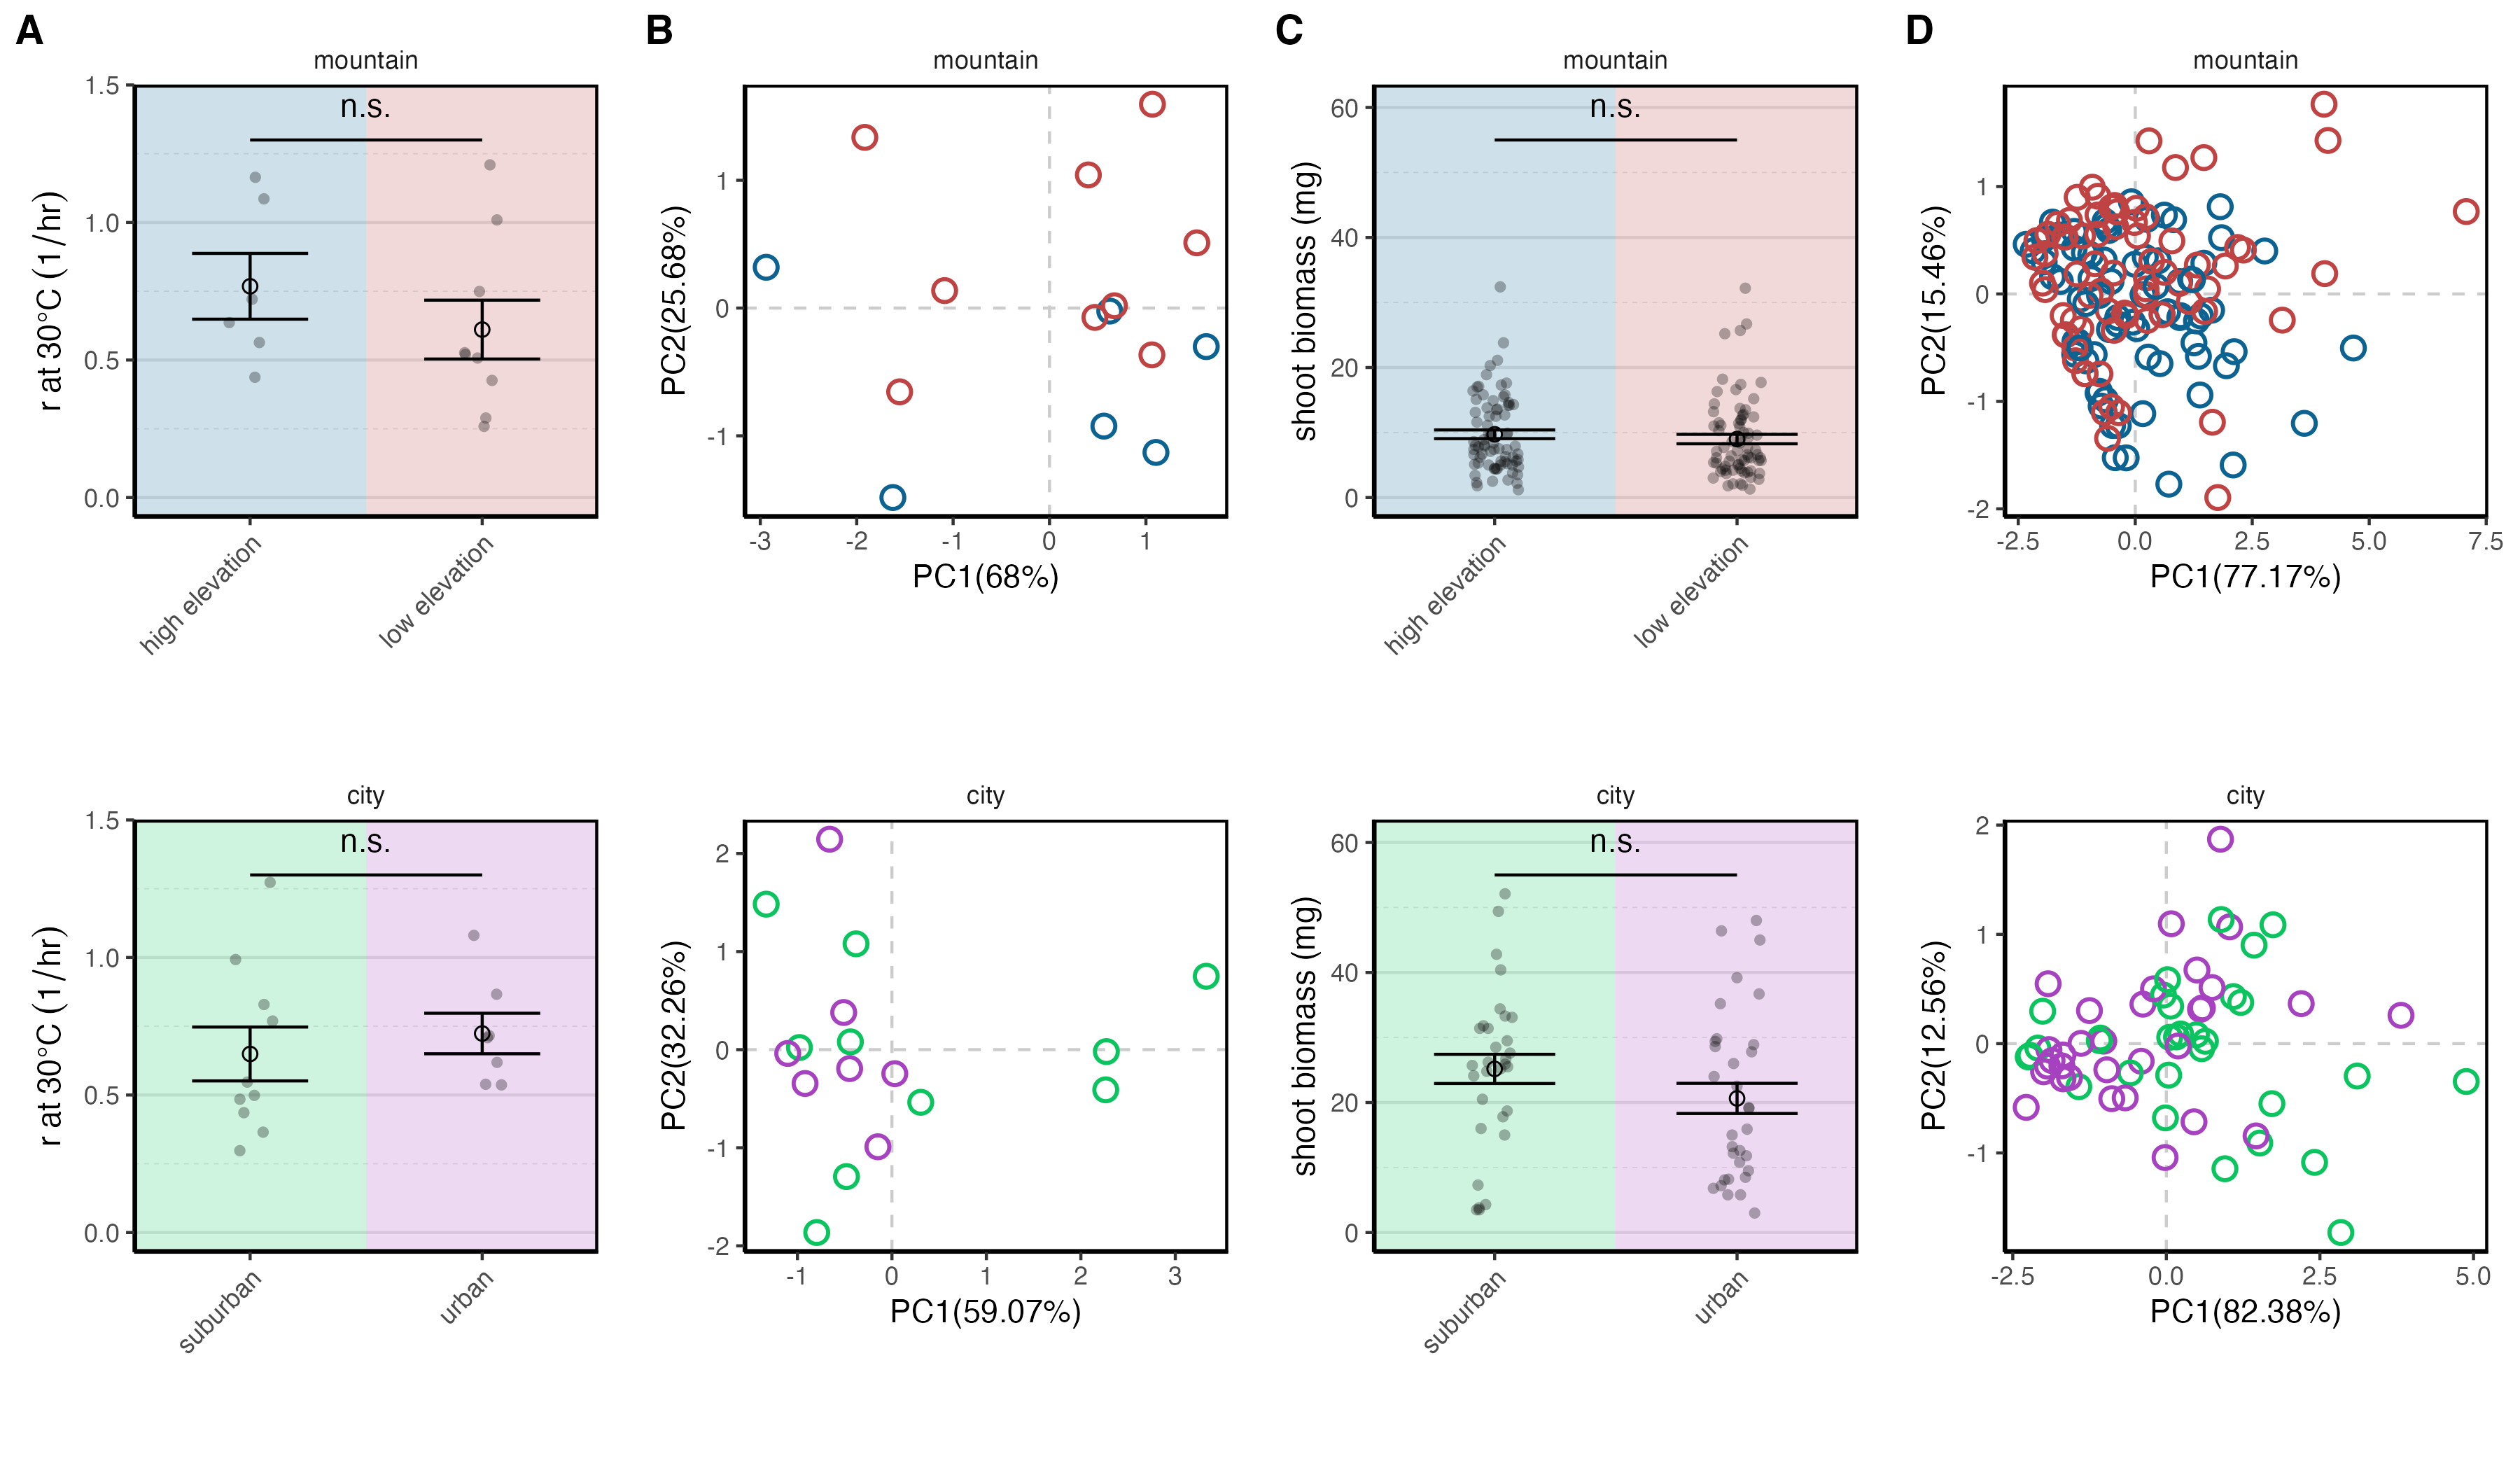 A
mountain
n.s.
r at 30°C (1/hr)
1.5
1.0
0.5
0.0
high elevation
low elevation
B
mountain
PC2(25.68%)
1
0
-1
-3
-2
-1
0
1
PC1(68%)
C
mountain
n.s.
shoot biomass (mg)
60
40
20
0
high elevation
low elevation
D
mountain
PC2(15.46%)
1
0
-1
-2
-2.5
0.0
2.5
5.0
7.5
PC1(77.17%)
city
n.s.
r at 30°C (1/hr)
1.5
1.0
0.5
0.0
suburban
urban
city
PC2(32.26%)
2
1
0
-1
-2
-1
0
1
2
3
PC1(59.07%)
city
n.s.
shoot biomass (mg)
60
40
20
0
suburban
urban
city
PC2(12.56%)
2
1
0
-1
-2.5
0.0
2.5
5.0
PC1(82.38%)